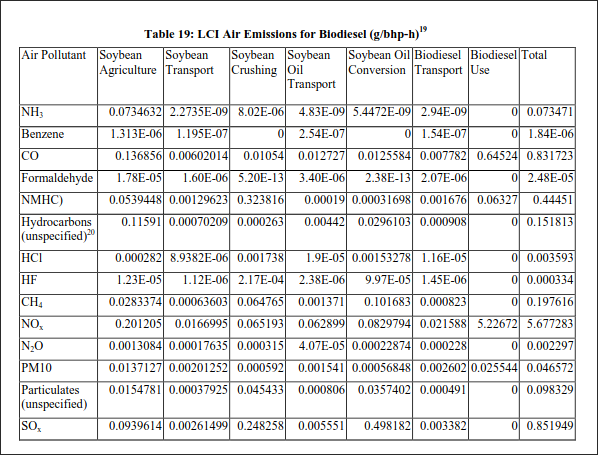 Table 19: LCI Air Emissions for Biodiesel (g/bhp-h)19
Air Pollutant Soybean Soybean Soybean Soybean Soybean Oil Biodiesel Biodiesel Total
Agriculture Transport Crushing Oil Conversion Transport Use
Transport
NH3 0.0734632 2.2735E-09 8.02E-06 4.83E-09 5.4472E-09 2.94E-09 0 0.073471
Benzene 1.313E-06 1.195E-07 0 2.54E-07 0 1.54E-07 0 1.84E-06
CO 0.136856 0.00602014 0.01054 0.012727 0.0125584 0.007782 0.64524 0.831723
Formaldehyde 1.78E-05 1.60E-06 5.20E-13 3.40E-06 2.38E-13 2.07E-06 0 2.48E-05
NMHC) 0.0539448 0.00129623 0.323816 0.00019 0.00031698 0.001676 0.06327 0.44451
Hydrocarbons 0.11591 0.00070209 0.000263 0.00442 0.0296103 0.000908 0 0.151813
(unspecified)20
HCl 0.000282 8.9382E-06 0.001738 1.9E-05 0.00153278 1.16E-05 0 0.003593
HF 1.23E-05 1.12E-06 2.17E-04 2.38E-06 9.97E-05 1.45E-06 0 0.000334
CH4 0.0283374 0.00063603 0.064765 0.001371 0.101683 0.000823 0 0.197616
NOx 0.201205 0.0166995 0.065193 0.062899 0.0829794 0.021588 5.22672 5.677283
N2O 0.0013084 0.00017635 0.000315 4.07E-05 0.00022874 0.000228 0 0.002297
PM10 0.0137127 0.00201252 0.000592 0.001541 0.00056848 0.002602 0.025544 0.046572
Particulates 0.0154781 0.00037925 0.045433 0.000806 0.0357402 0.000491 0 0.098329
(unspecified)
SOx 0.0939614 0.00261499 0.248258 0.005551 0.498182 0.003382 0 0.851949